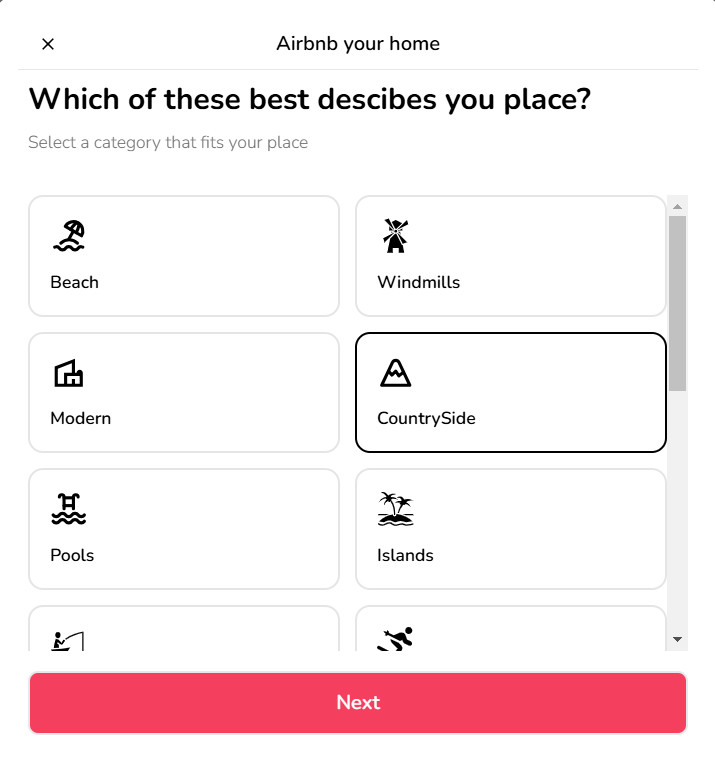 Airbnb your home
Which of these best descibes you place?
Select a category that fits your place
Beach
Windmills
Modern
CountrySide
Pools
Islands
Next